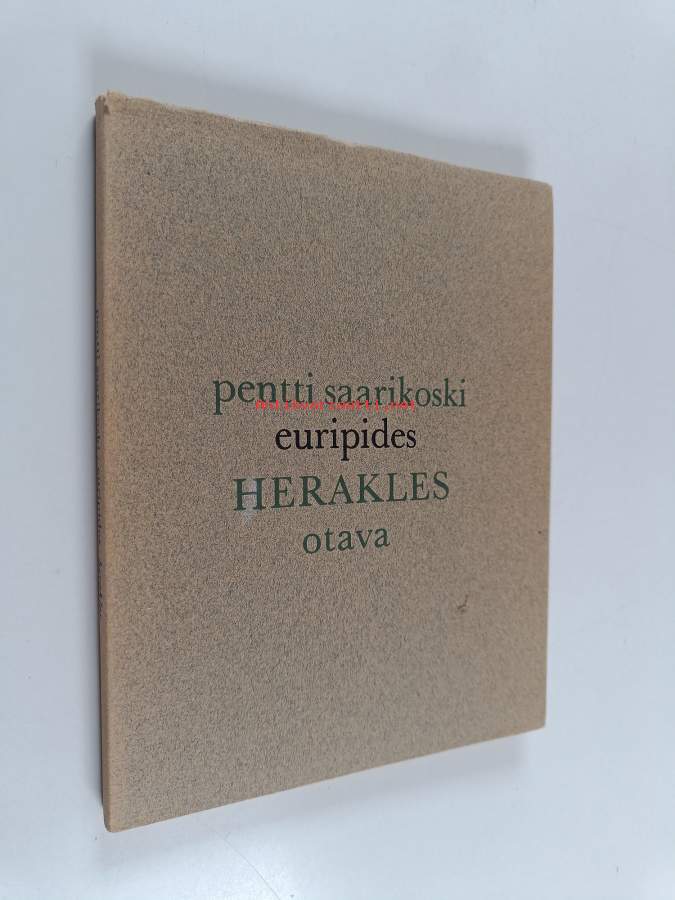 pentti saarikoski
euripides
HERAKLES
otava